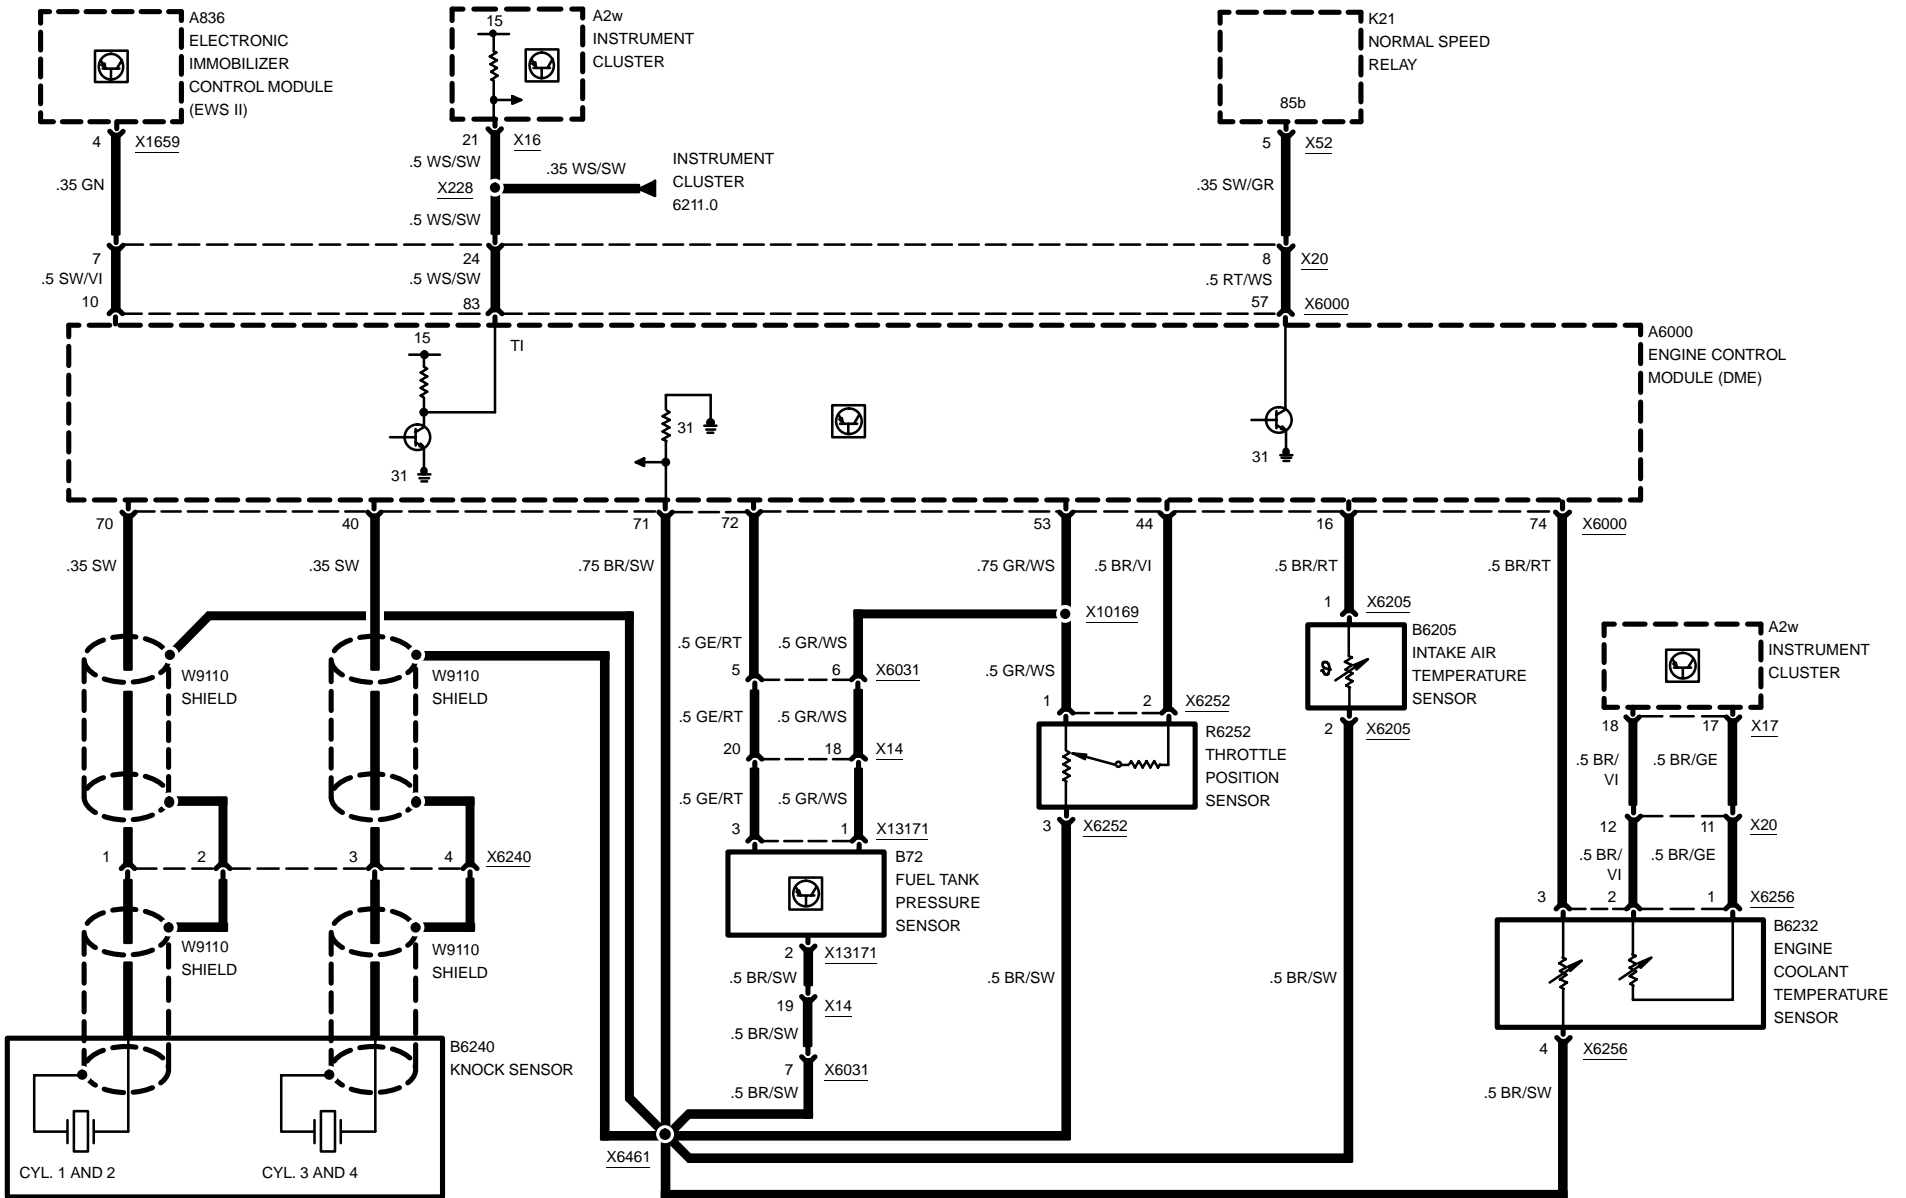 A836
ELECTRONIC
IMMOBILIZER
CONTROL MODULE
(EWS II)
15
A2w
INSTRUMENT
CLUSTER
K21
NORMAL SPEED
RELAY
85b
4 X1659
21 X16
5 X52
.35 GN
.5 WS/SW
.35 WS/SW
INSTRUMENT
CLUSTER
6211.0
X228
.5 WS/SW
.35 SW/GR
7
24
8 X20
.5 SW/VI
.5 WS/SW
.5 RT/WS
10
83
57 X6000
15
TI
31
31
31
A6000
ENGINE CONTROL
MODULE (DME)
70
40
71
72
53
44
16
74 X6000
.35 SW
.35 SW
.75 BR/SW
.75 GR/WS
.5 BR/VI
.5 BR/RT
.5 BR/RT
X10169
1 X6205
.5 GE/RT
.5 GR/WS
.5 GR/WS
W9110
SHIELD
W9110
SHIELD
5
6 X6031
B6205
INTAKE AIR
TEMPERATURE
SENSOR
ϑ
A2w
INSTRUMENT
CLUSTER
.5 GE/RT
.5 GR/WS
1
2 X6252
2 X6205
18
17 X17
20
18 X14
R6252
THROTTLE
POSITION
SENSOR
.5 BR/
VI
.5 BR/GE
.5 GE/RT
.5 GR/WS
3
1 X13171
3 X6252
12
11 X20
1
2
3
4 X6240
B72
FUEL TANK
PRESSURE
SENSOR
.5 BR/
VI
.5 BR/GE
3
2
1 X6256
W9110
SHIELD
W9110
SHIELD
2 X13171
.5 BR/SW
.5 BR/SW
.5 BR/SW
B6232
ENGINE
COOLANT
TEMPERATURE
SENSOR
19 X14
.5 BR/SW
B6240
KNOCK SENSOR
7 X6031
4 X6256
.5 BR/SW
.5 BR/SW
X6461
CYL. 1 AND 2
CYL. 3 AND 4